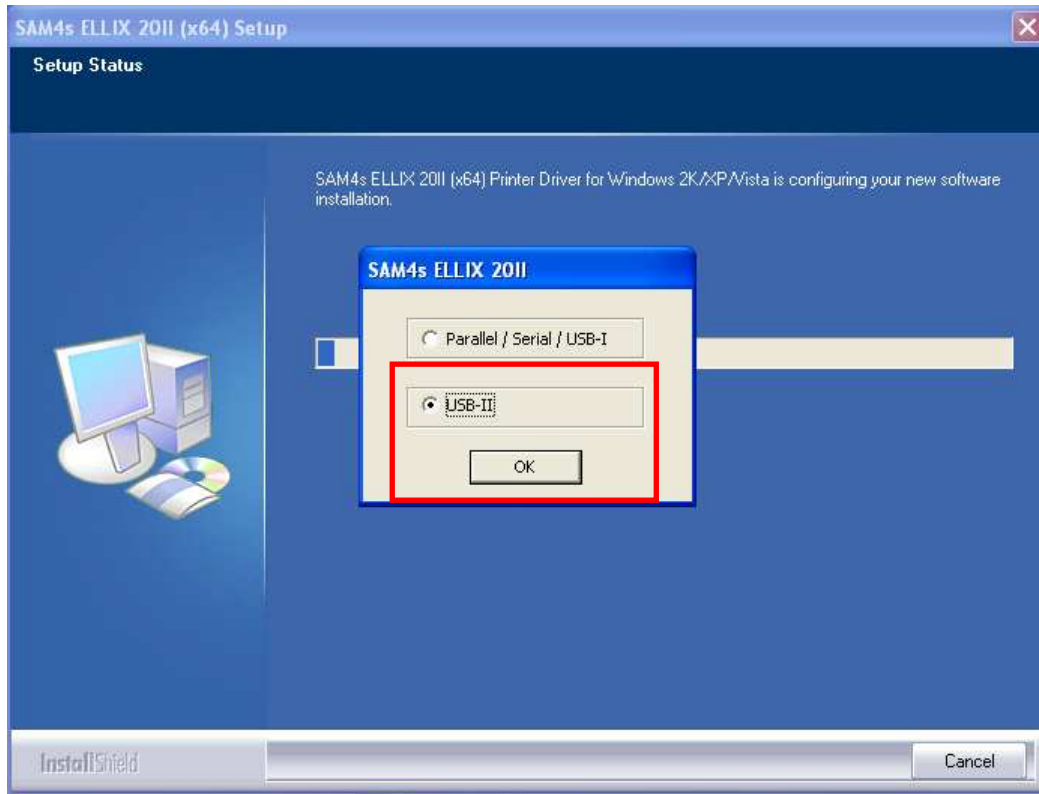 SAM4s ELLIX 20II (x64) Setup
Setup Status
SAM4s ELLIX 20II (x64) Printer Driver for Windows 2K/XP/Vista is configuring your new software
installation.
SAM4s ELLIX 20II
Parallel / Serial / USB-I
USB-II
OK
InstallShield
Cancel